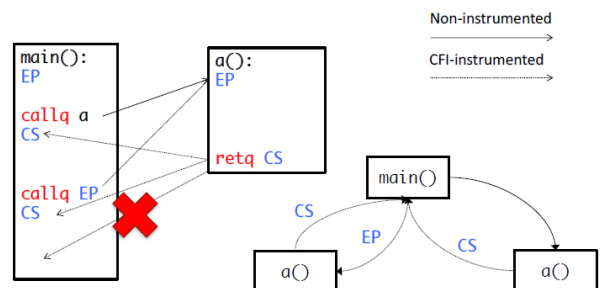 Non-instrumented
CFI-instrumented
main():
EP
callq a
CS
callq EP
CS
a():
EP
retq CS
main()
CS
EP
CS
a()
a()